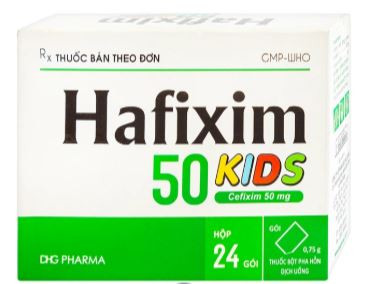 Rx THUỐC BÁN THEO ĐƠN
GMP-WHO
Hafixim
50 KIDS
Cefixim 50 mg
HỘP
24 GÓI
GÓI
0,75g
THUỐC BỘT PHA HỖN
DỊCH UỐNG
DHG PHARMA